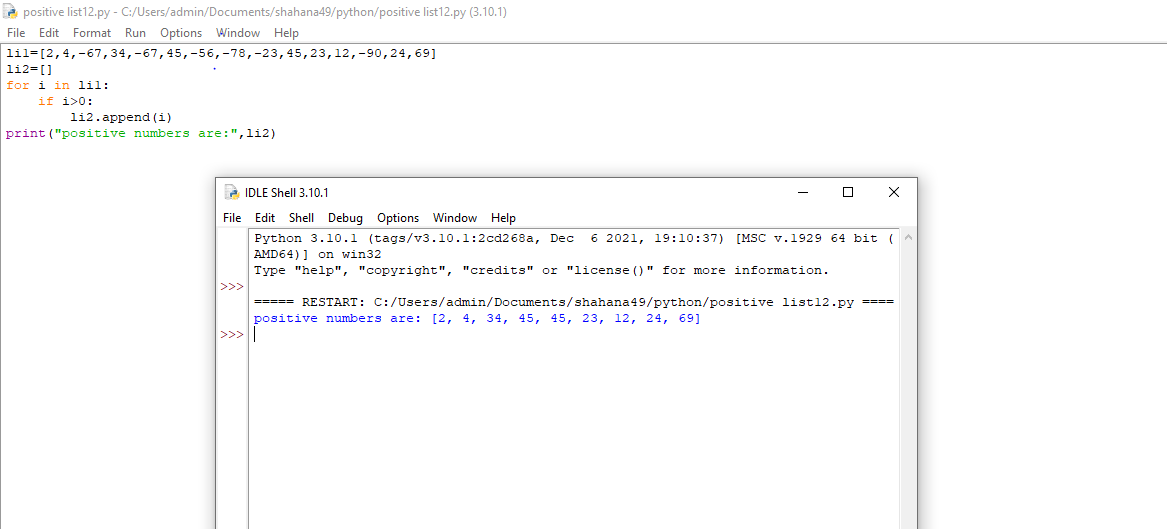 positive list12.py - C:/Users/admin/Documents/shahana49/python/positive list12.py (3.10.1)
File Edit Format Run Options Window Help
li1=[2,4,-67,34,-67,45,-56,-78,-23,45,23,12,-90,24,69]
li2=[]
for i in li1:
    if i>0:
        li2.append(i)
print("positive numbers are:",li2)
IDLE Shell 3.10.1
File Edit Shell Debug Options Window Help
Python 3.10.1 (tags/v3.10.1:2cd268a, Dec  6 2021, 19:10:37) [MSC v.1929 64 bit (
AMD64)] on win32
Type "help", "copyright", "credits" or "license()" for more information.
>>>
===== RESTART: C:/Users/admin/Documents/shahana49/python/positive list12.py ====
positive numbers are: [2, 4, 34, 45, 45, 23, 12, 24, 69]
>>>